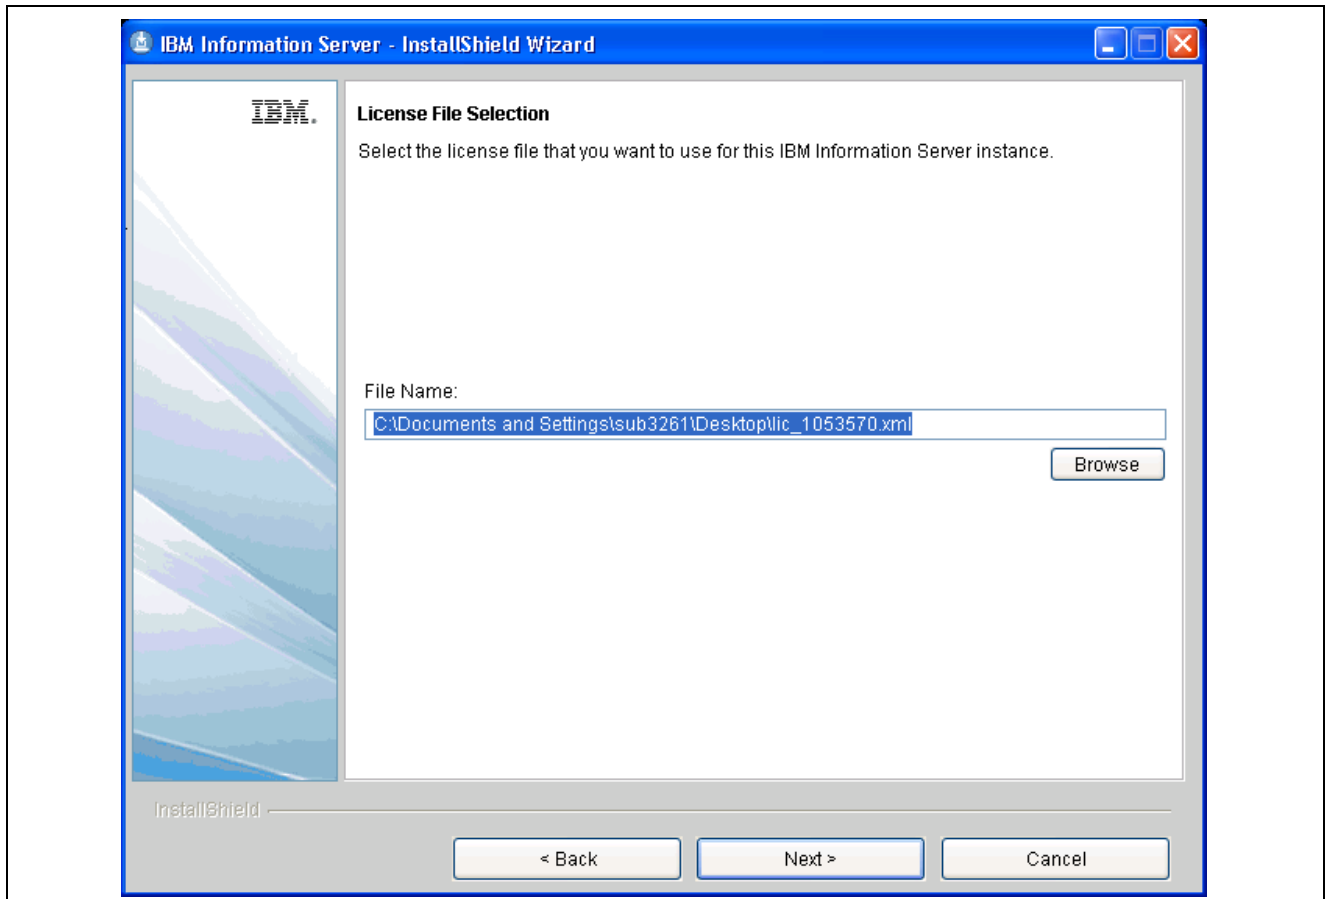 IBM Information Server - InstallShield Wizard
IBM.
License File Selection
Select the license file that you want to use for this IBM Information Server instance.
File Name:
C:\Documents and Settings\sub3261\Desktop\lic_1053570.xml
Browse
InstallShield
< Back
Next >
Cancel